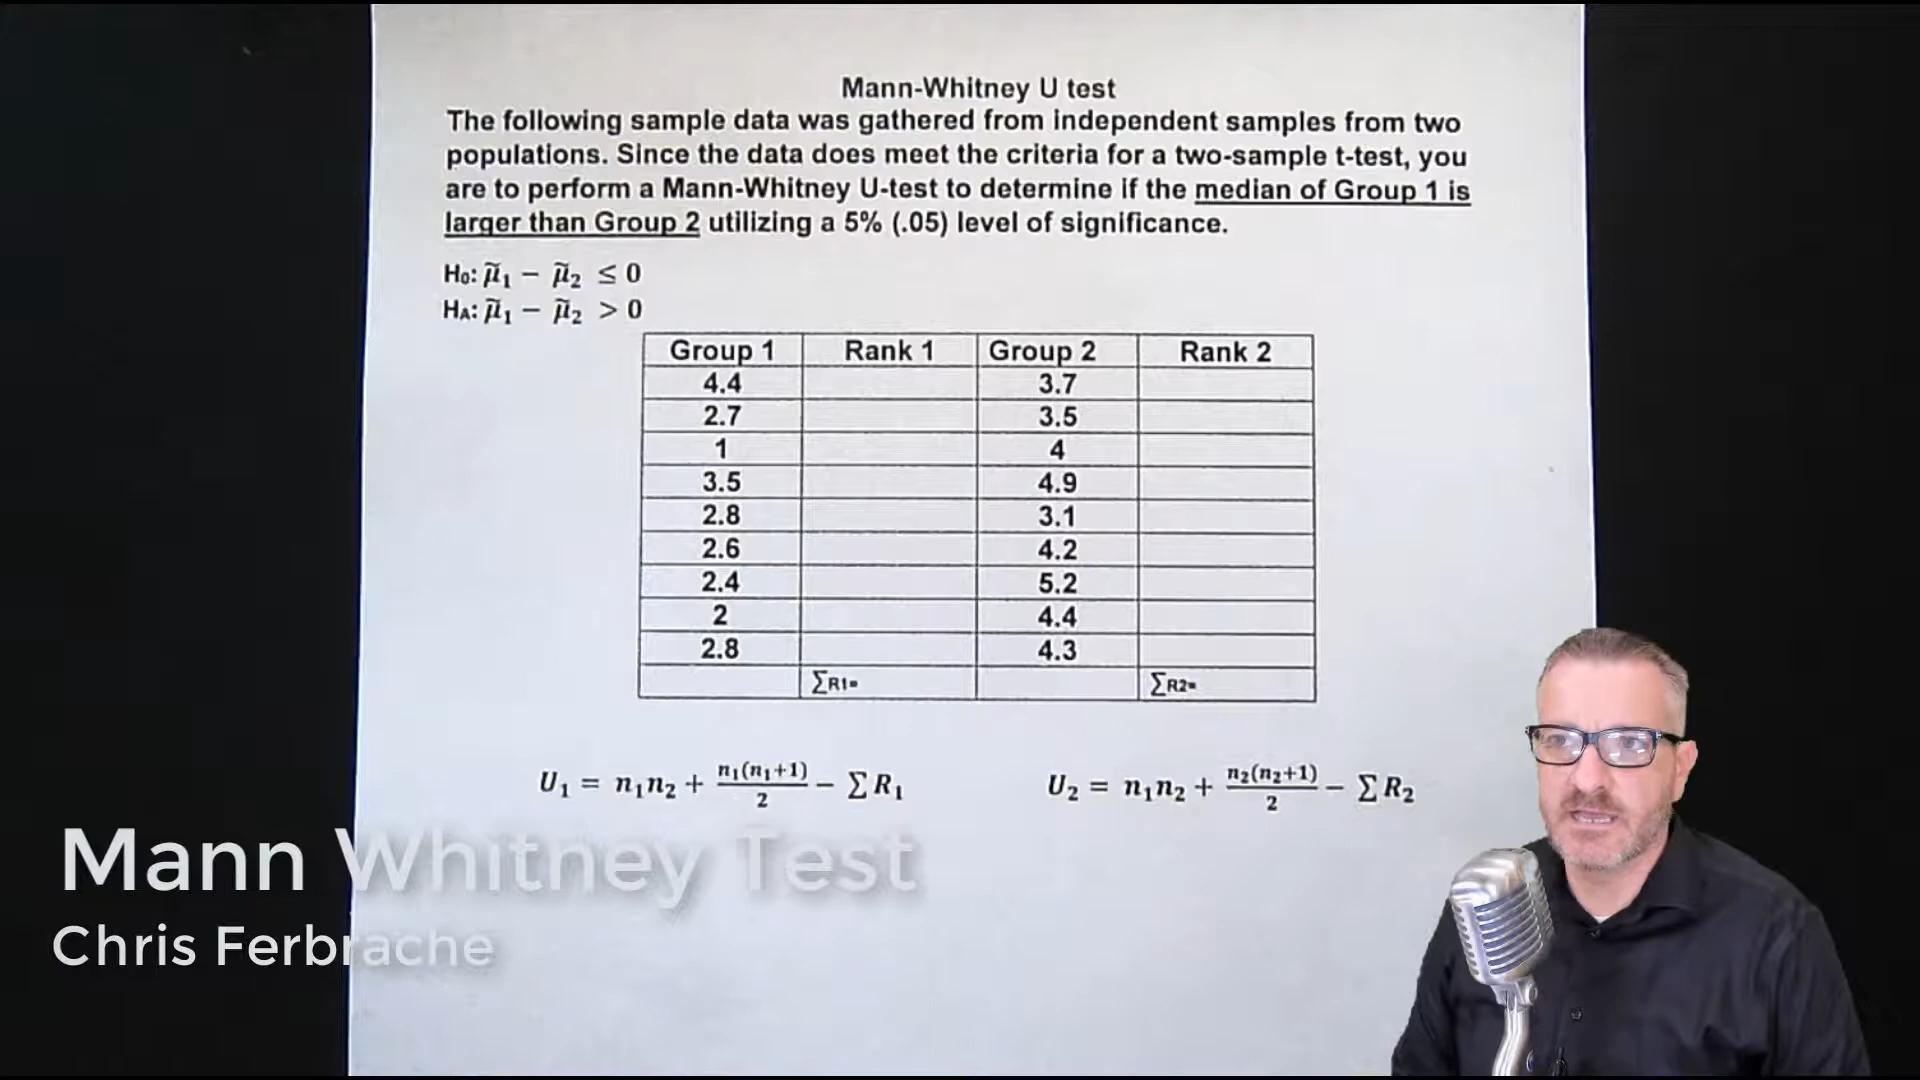 Mann-Whitney U test
The following sample data was gathered from independent samples from two
populations. Since the data does meet the criteria for a two-sample t-test, you
are to perform a Mann-Whitney U-test to determine if the median of Group 1 is
larger than Group 2 utilizing a 5% (.05) level of significance.
H₀: μ̃₁ − μ̃₂ ≤ 0
Hᴀ: μ̃₁ − μ̃₂ > 0
Group 1 Rank 1 Group 2 Rank 2
4.4 3.7
2.7 3.5
1 4
3.5 4.9
2.8 3.1
2.6 4.2
2.4 5.2
2 4.4
2.8 4.3
∑R1= ∑R2=
U₁ = n₁n₂ + n₁(n₁+1)/2 − ∑R₁ U₂ = n₁n₂ + n₂(n₂+1)/2 − ∑R₂
Mann Whitney Test
Chris Ferbrache